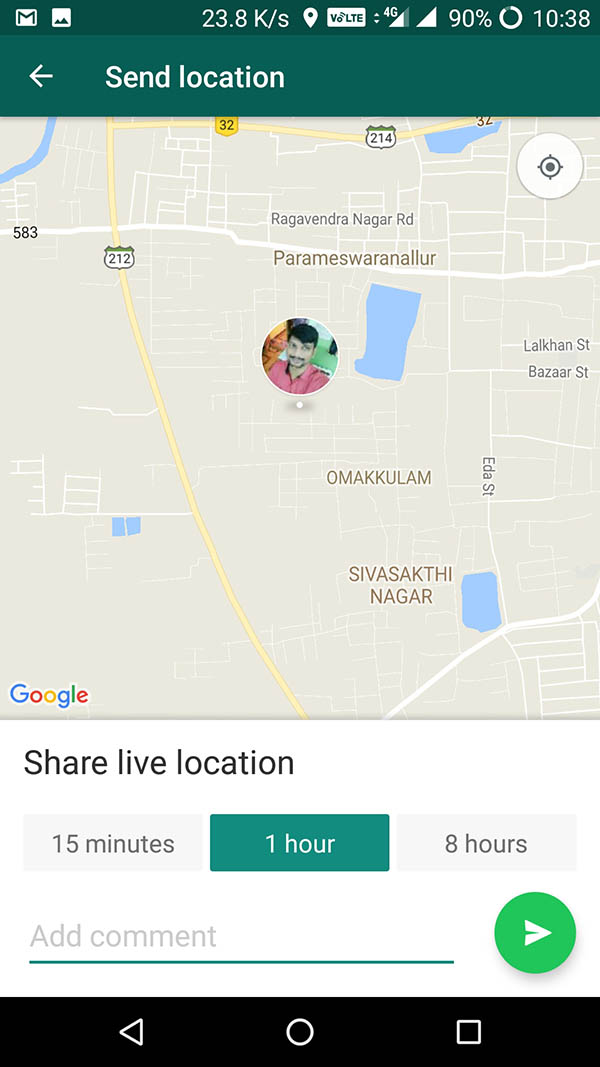 23.8 K/s VoLTE 4G 90% 10:38
Send location
32
32
214
Ragavendra Nagar Rd
583
212
Parameswaranallur
Lalkhan St
Bazaar St
OMAKKULAM
Eda St
SIVASAKTHI
NAGAR
Google
Share live location
15 minutes 1 hour 8 hours
Add comment